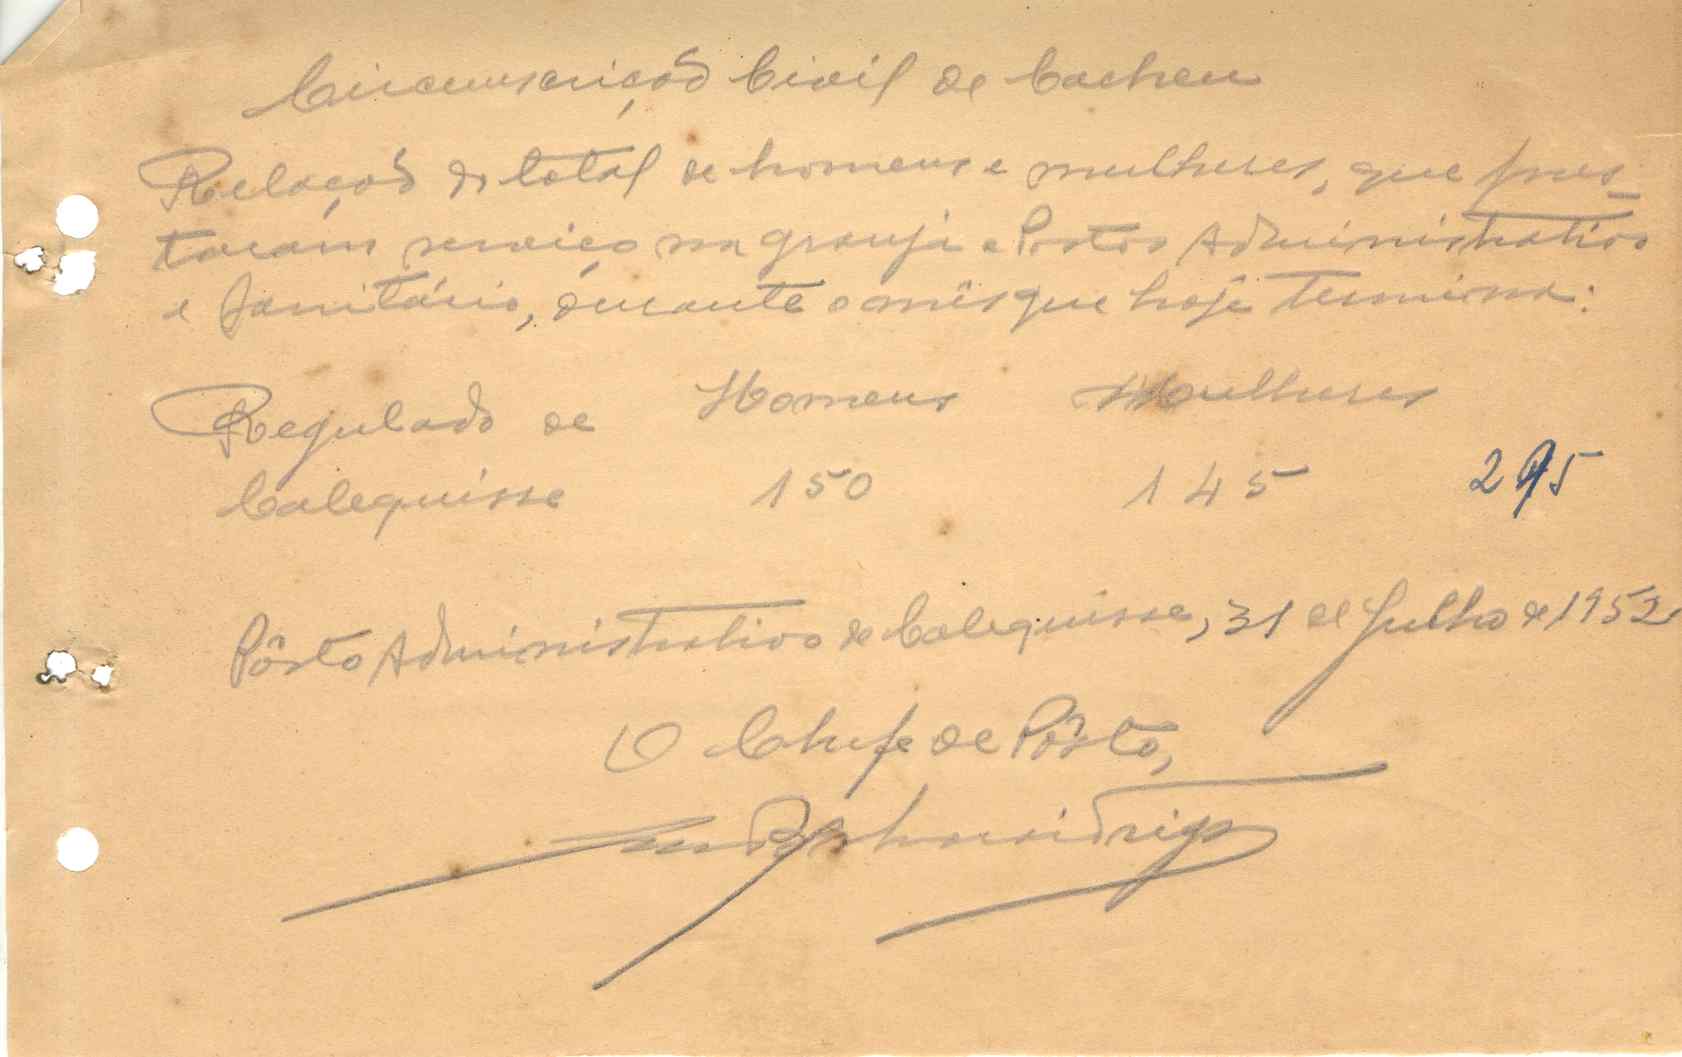 Circunscrição Civil de Cacheu
Relação do total de homens e mulheres, que pres-
taram serviço na granja e Postos Administrativo
e Sanitário, durante o mês que hoje termina:
Regulado de Homens Mulheres
Calequisse 150 145 295
Pôsto Administrativo de Calequisse, 31 de Julho de 1952
O Chefe de Pôsto,